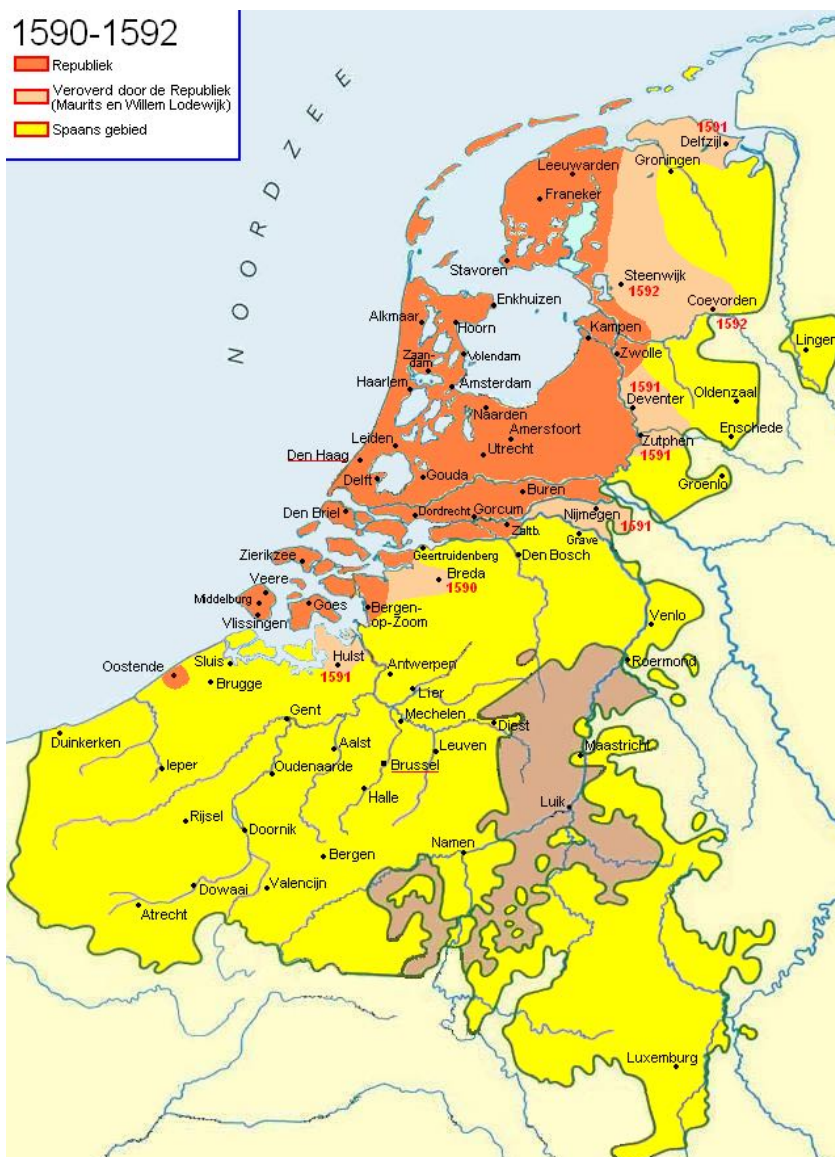 1590-1592
Republiek
Veroverd door de Republiek
(Maurits en Willem Lodewijk)
Spaans gebied
NOORDZEE
1591
Delfzijl
Groningen
Leeuwarden
Franeker
Stavoren
Steenwijk
1592
Coevorden
1592
Enkhuizen
Alkmaar
Hoorn
Kampen
Lingen
Zaan-
dam
Volendam
Zwolle
Haarlem
Amsterdam
1591
Deventer
Oldenzaal
Naarden
Amersfoort
Enschede
Leiden
Utrecht
Zutphen
1591
Den Haag
Delft
Gouda
Groenlo
Buren
Den Briel
Dordrecht
Gorcum
Nijmegen
1591
Zaltb.
Grave
Zierikzee
Geertruidenberg
Den Bosch
Veere
Breda
1590
Middelburg
Goes
Bergen-
op-Zoom
Vlissingen
Venlo
Hulst
1591
Sluis
Oostende
Brugge
Antwerpen
Roermond
Lier
Gent
Mechelen
Diest
Duinkerken
Aalst
Leuven
Maastricht
Ieper
Oudenaarde
Brussel
Halle
Luik
Rijsel
Doornik
Namen
Bergen
Dowaai
Valencijn
Atrecht
Luxemburg